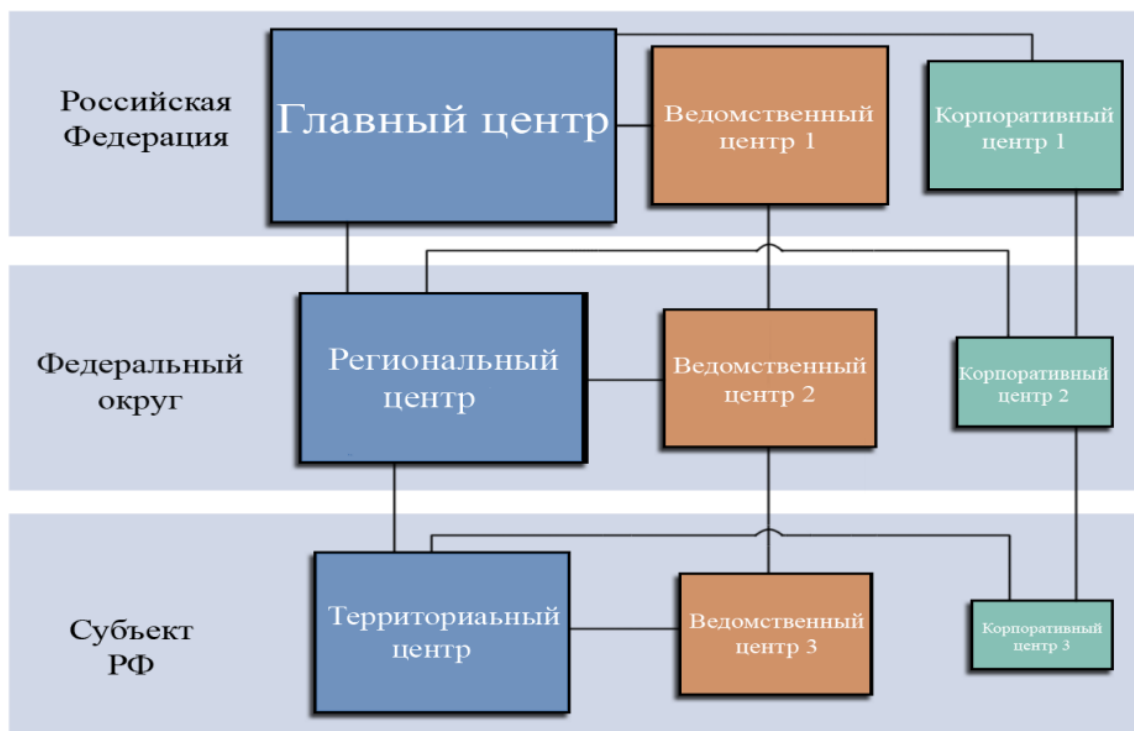 Российская
Федерация
Главный центр
Ведомственный
центр 1
Корпоративный
центр 1
Федеральный
округ
Региональный
центр
Ведомственный
центр 2
Корпоративный
центр 2
Субъект
РФ
Территориаьный
центр
Ведомственный
центр 3
Корпоративный
центр 3